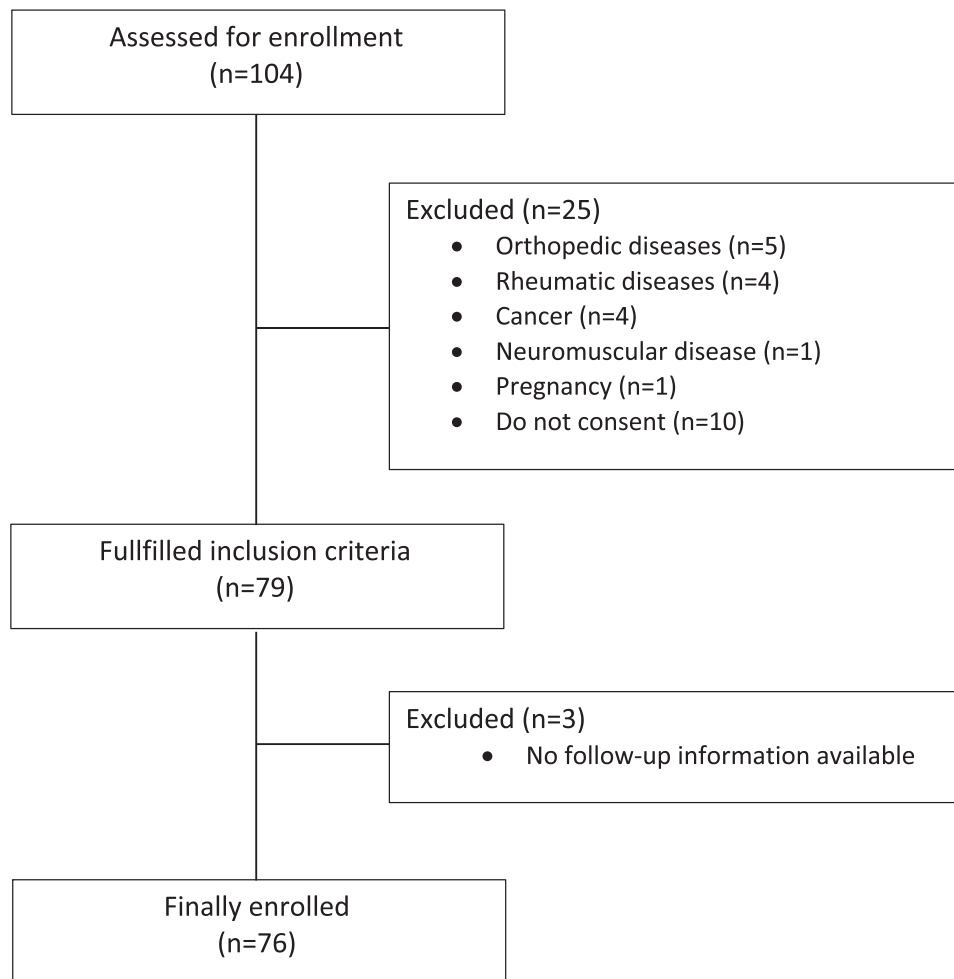 Assessed for enrollment
(n=104)
Excluded (n=25)
• Orthopedic diseases (n=5)
• Rheumatic diseases (n=4)
• Cancer (n=4)
• Neuromuscular disease (n=1)
• Pregnancy (n=1)
• Do not consent (n=10)
Fullfilled inclusion criteria
(n=79)
Excluded (n=3)
• No follow-up information available
Finally enrolled
(n=76)